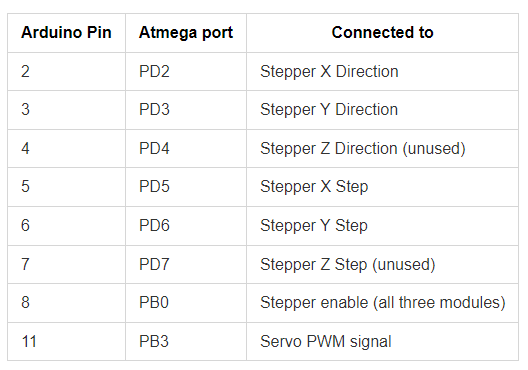 Arduino Pin Atmega port Connected to
2 PD2 Stepper X Direction
3 PD3 Stepper Y Direction
4 PD4 Stepper Z Direction (unused)
5 PD5 Stepper X Step
6 PD6 Stepper Y Step
7 PD7 Stepper Z Step (unused)
8 PB0 Stepper enable (all three modules)
11 PB3 Servo PWM signal